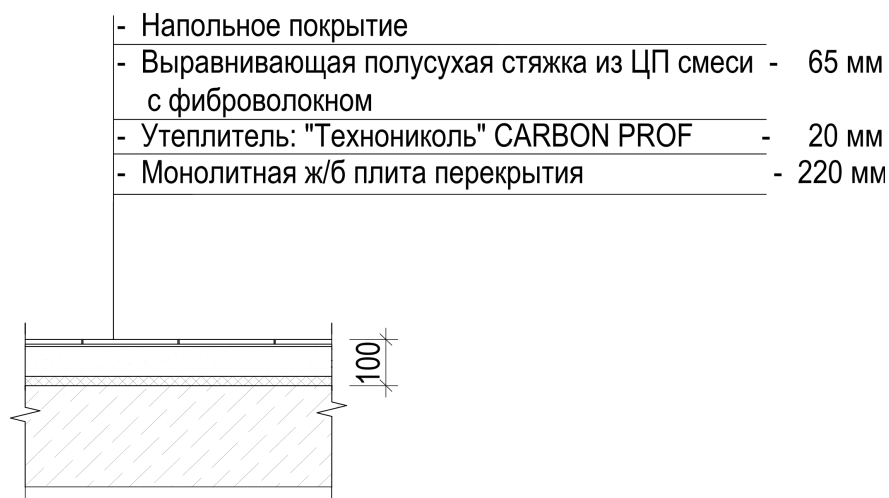 - Напольное покрытие
- Выравнивающая полусухая стяжка из ЦП смеси - 65 мм
с фиброволокном
- Утеплитель: "Технониколь" CARBON PROF - 20 мм
- Монолитная ж/б плита перекрытия - 220 мм
100